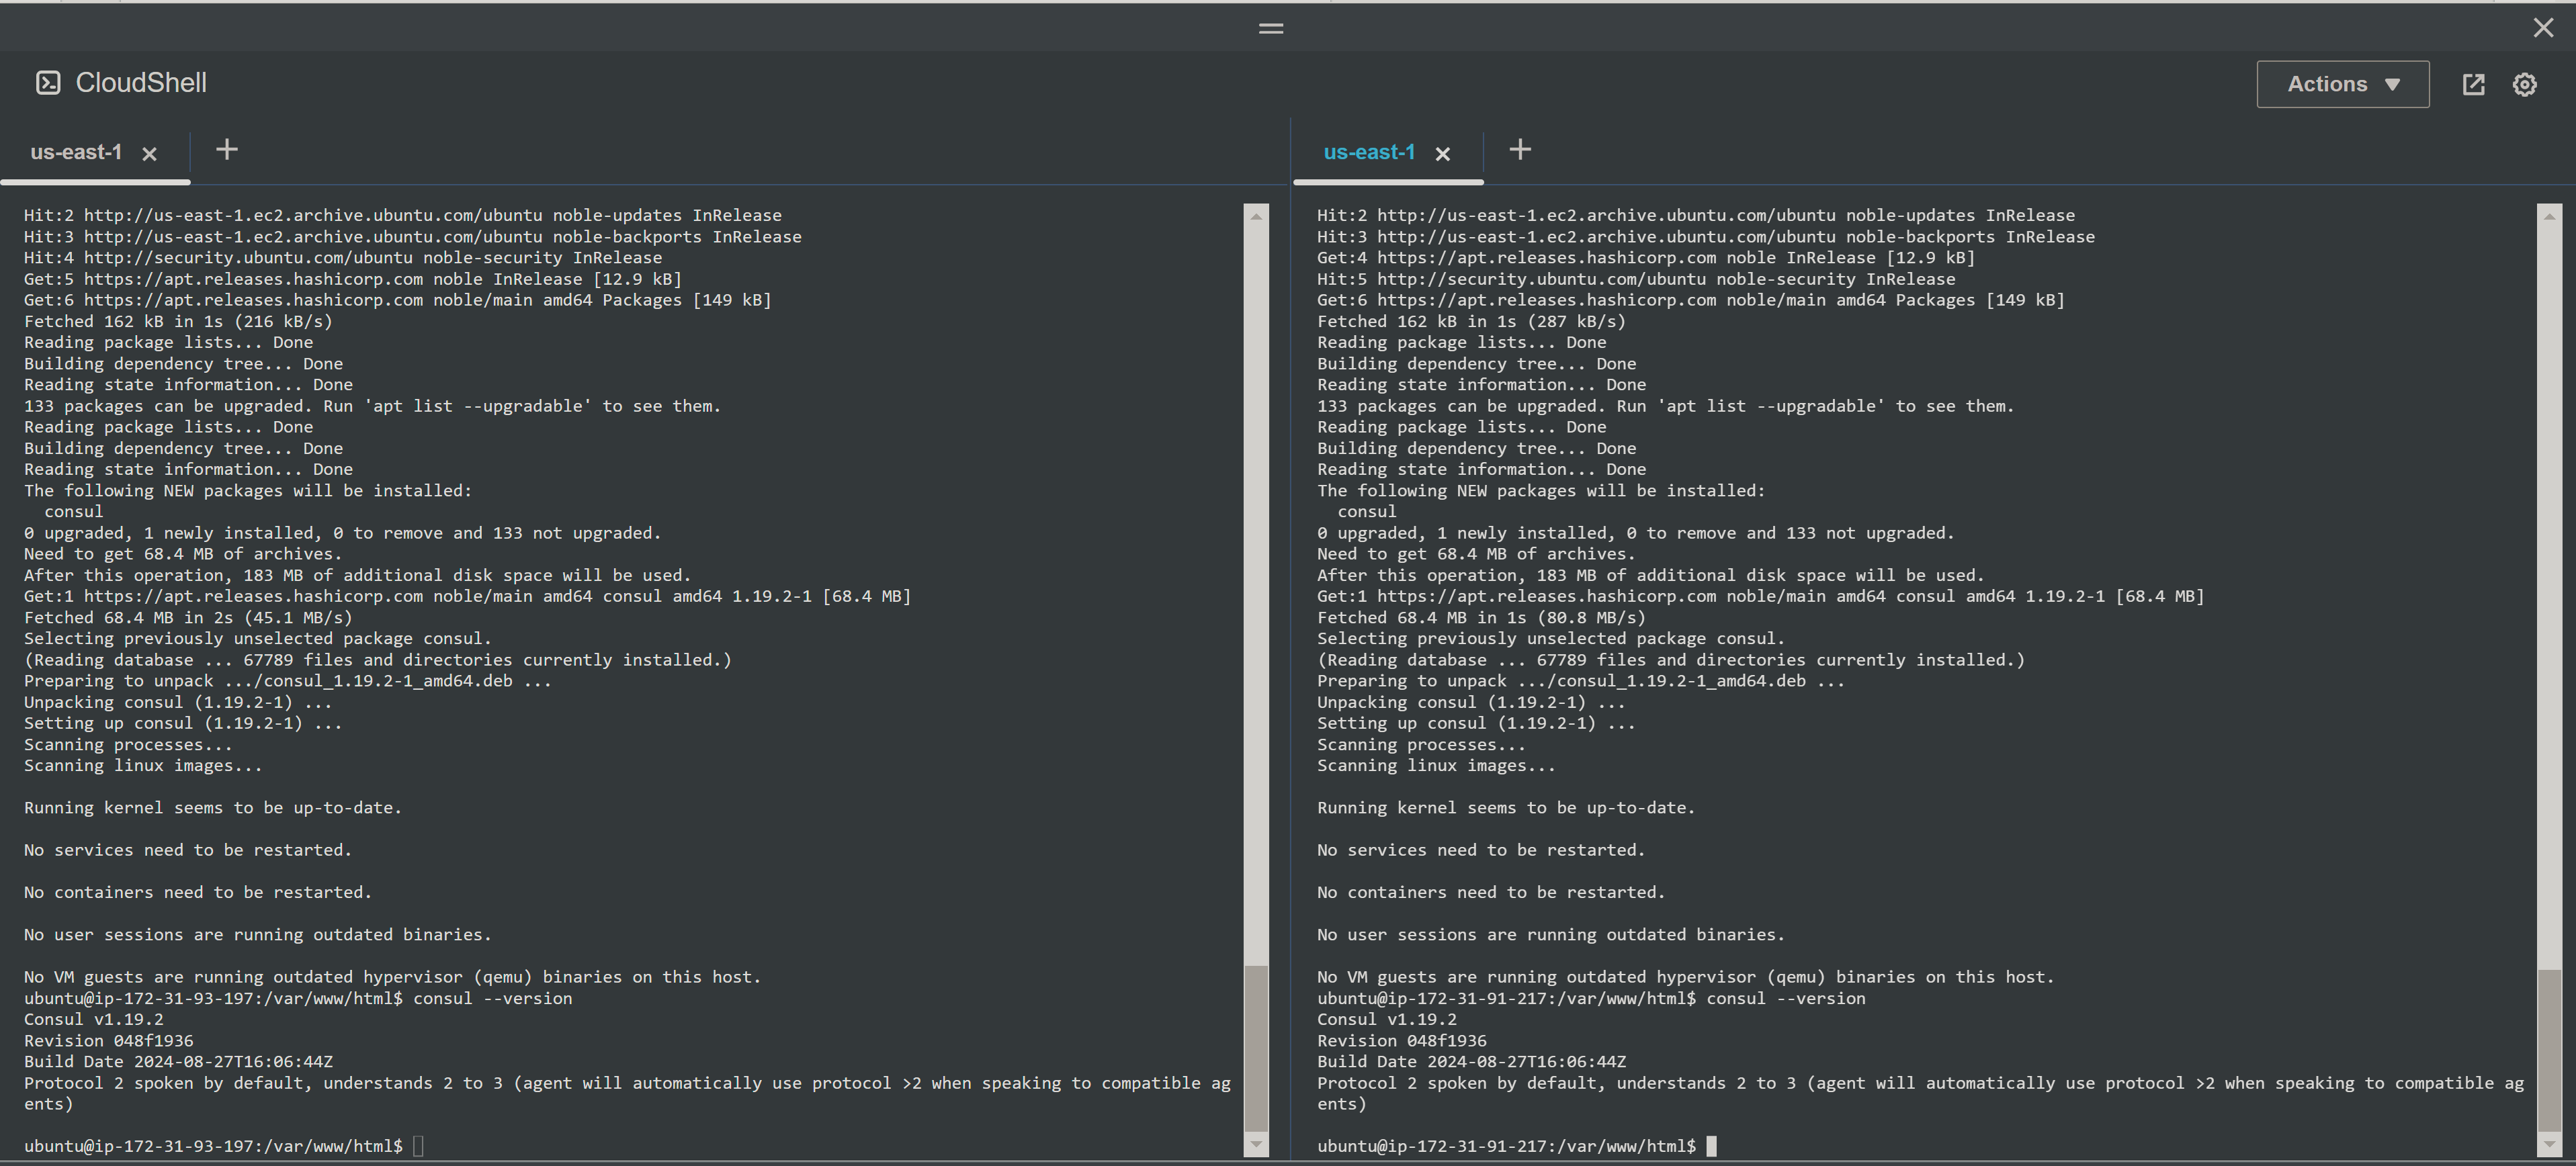 CloudShell
Actions
us-east-1
Hit:2 http://us-east-1.ec2.archive.ubuntu.com/ubuntu noble-updates InRelease
Hit:3 http://us-east-1.ec2.archive.ubuntu.com/ubuntu noble-backports InRelease
Hit:4 http://security.ubuntu.com/ubuntu noble-security InRelease
Get:5 https://apt.releases.hashicorp.com noble InRelease [12.9 kB]
Get:6 https://apt.releases.hashicorp.com noble/main amd64 Packages [149 kB]
Fetched 162 kB in 1s (216 kB/s)
Reading package lists... Done
Building dependency tree... Done
Reading state information... Done
133 packages can be upgraded. Run 'apt list --upgradable' to see them.
Reading package lists... Done
Building dependency tree... Done
Reading state information... Done
The following NEW packages will be installed:
  consul
0 upgraded, 1 newly installed, 0 to remove and 133 not upgraded.
Need to get 68.4 MB of archives.
After this operation, 183 MB of additional disk space will be used.
Get:1 https://apt.releases.hashicorp.com noble/main amd64 consul amd64 1.19.2-1 [68.4 MB]
Fetched 68.4 MB in 2s (45.1 MB/s)
Selecting previously unselected package consul.
(Reading database ... 67789 files and directories currently installed.)
Preparing to unpack .../consul_1.19.2-1_amd64.deb ...
Unpacking consul (1.19.2-1) ...
Setting up consul (1.19.2-1) ...
Scanning processes...
Scanning linux images...
Running kernel seems to be up-to-date.
No services need to be restarted.
No containers need to be restarted.
No user sessions are running outdated binaries.
No VM guests are running outdated hypervisor (qemu) binaries on this host.
ubuntu@ip-172-31-93-197:/var/www/html$ consul --version
Consul v1.19.2
Revision 048f1936
Build Date 2024-08-27T16:06:44Z
Protocol 2 spoken by default, understands 2 to 3 (agent will automatically use protocol >2 when speaking to compatible ag
ents)
ubuntu@ip-172-31-93-197:/var/www/html$
us-east-1
Hit:2 http://us-east-1.ec2.archive.ubuntu.com/ubuntu noble-updates InRelease
Hit:3 http://us-east-1.ec2.archive.ubuntu.com/ubuntu noble-backports InRelease
Get:4 https://apt.releases.hashicorp.com noble InRelease [12.9 kB]
Hit:5 http://security.ubuntu.com/ubuntu noble-security InRelease
Get:6 https://apt.releases.hashicorp.com noble/main amd64 Packages [149 kB]
Fetched 162 kB in 1s (287 kB/s)
Reading package lists... Done
Building dependency tree... Done
Reading state information... Done
133 packages can be upgraded. Run 'apt list --upgradable' to see them.
Reading package lists... Done
Building dependency tree... Done
Reading state information... Done
The following NEW packages will be installed:
  consul
0 upgraded, 1 newly installed, 0 to remove and 133 not upgraded.
Need to get 68.4 MB of archives.
After this operation, 183 MB of additional disk space will be used.
Get:1 https://apt.releases.hashicorp.com noble/main amd64 consul amd64 1.19.2-1 [68.4 MB]
Fetched 68.4 MB in 1s (80.8 MB/s)
Selecting previously unselected package consul.
(Reading database ... 67789 files and directories currently installed.)
Preparing to unpack .../consul_1.19.2-1_amd64.deb ...
Unpacking consul (1.19.2-1) ...
Setting up consul (1.19.2-1) ...
Scanning processes...
Scanning linux images...
Running kernel seems to be up-to-date.
No services need to be restarted.
No containers need to be restarted.
No user sessions are running outdated binaries.
No VM guests are running outdated hypervisor (qemu) binaries on this host.
ubuntu@ip-172-31-91-217:/var/www/html$ consul --version
Consul v1.19.2
Revision 048f1936
Build Date 2024-08-27T16:06:44Z
Protocol 2 spoken by default, understands 2 to 3 (agent will automatically use protocol >2 when speaking to compatible ag
ents)
ubuntu@ip-172-31-91-217:/var/www/html$